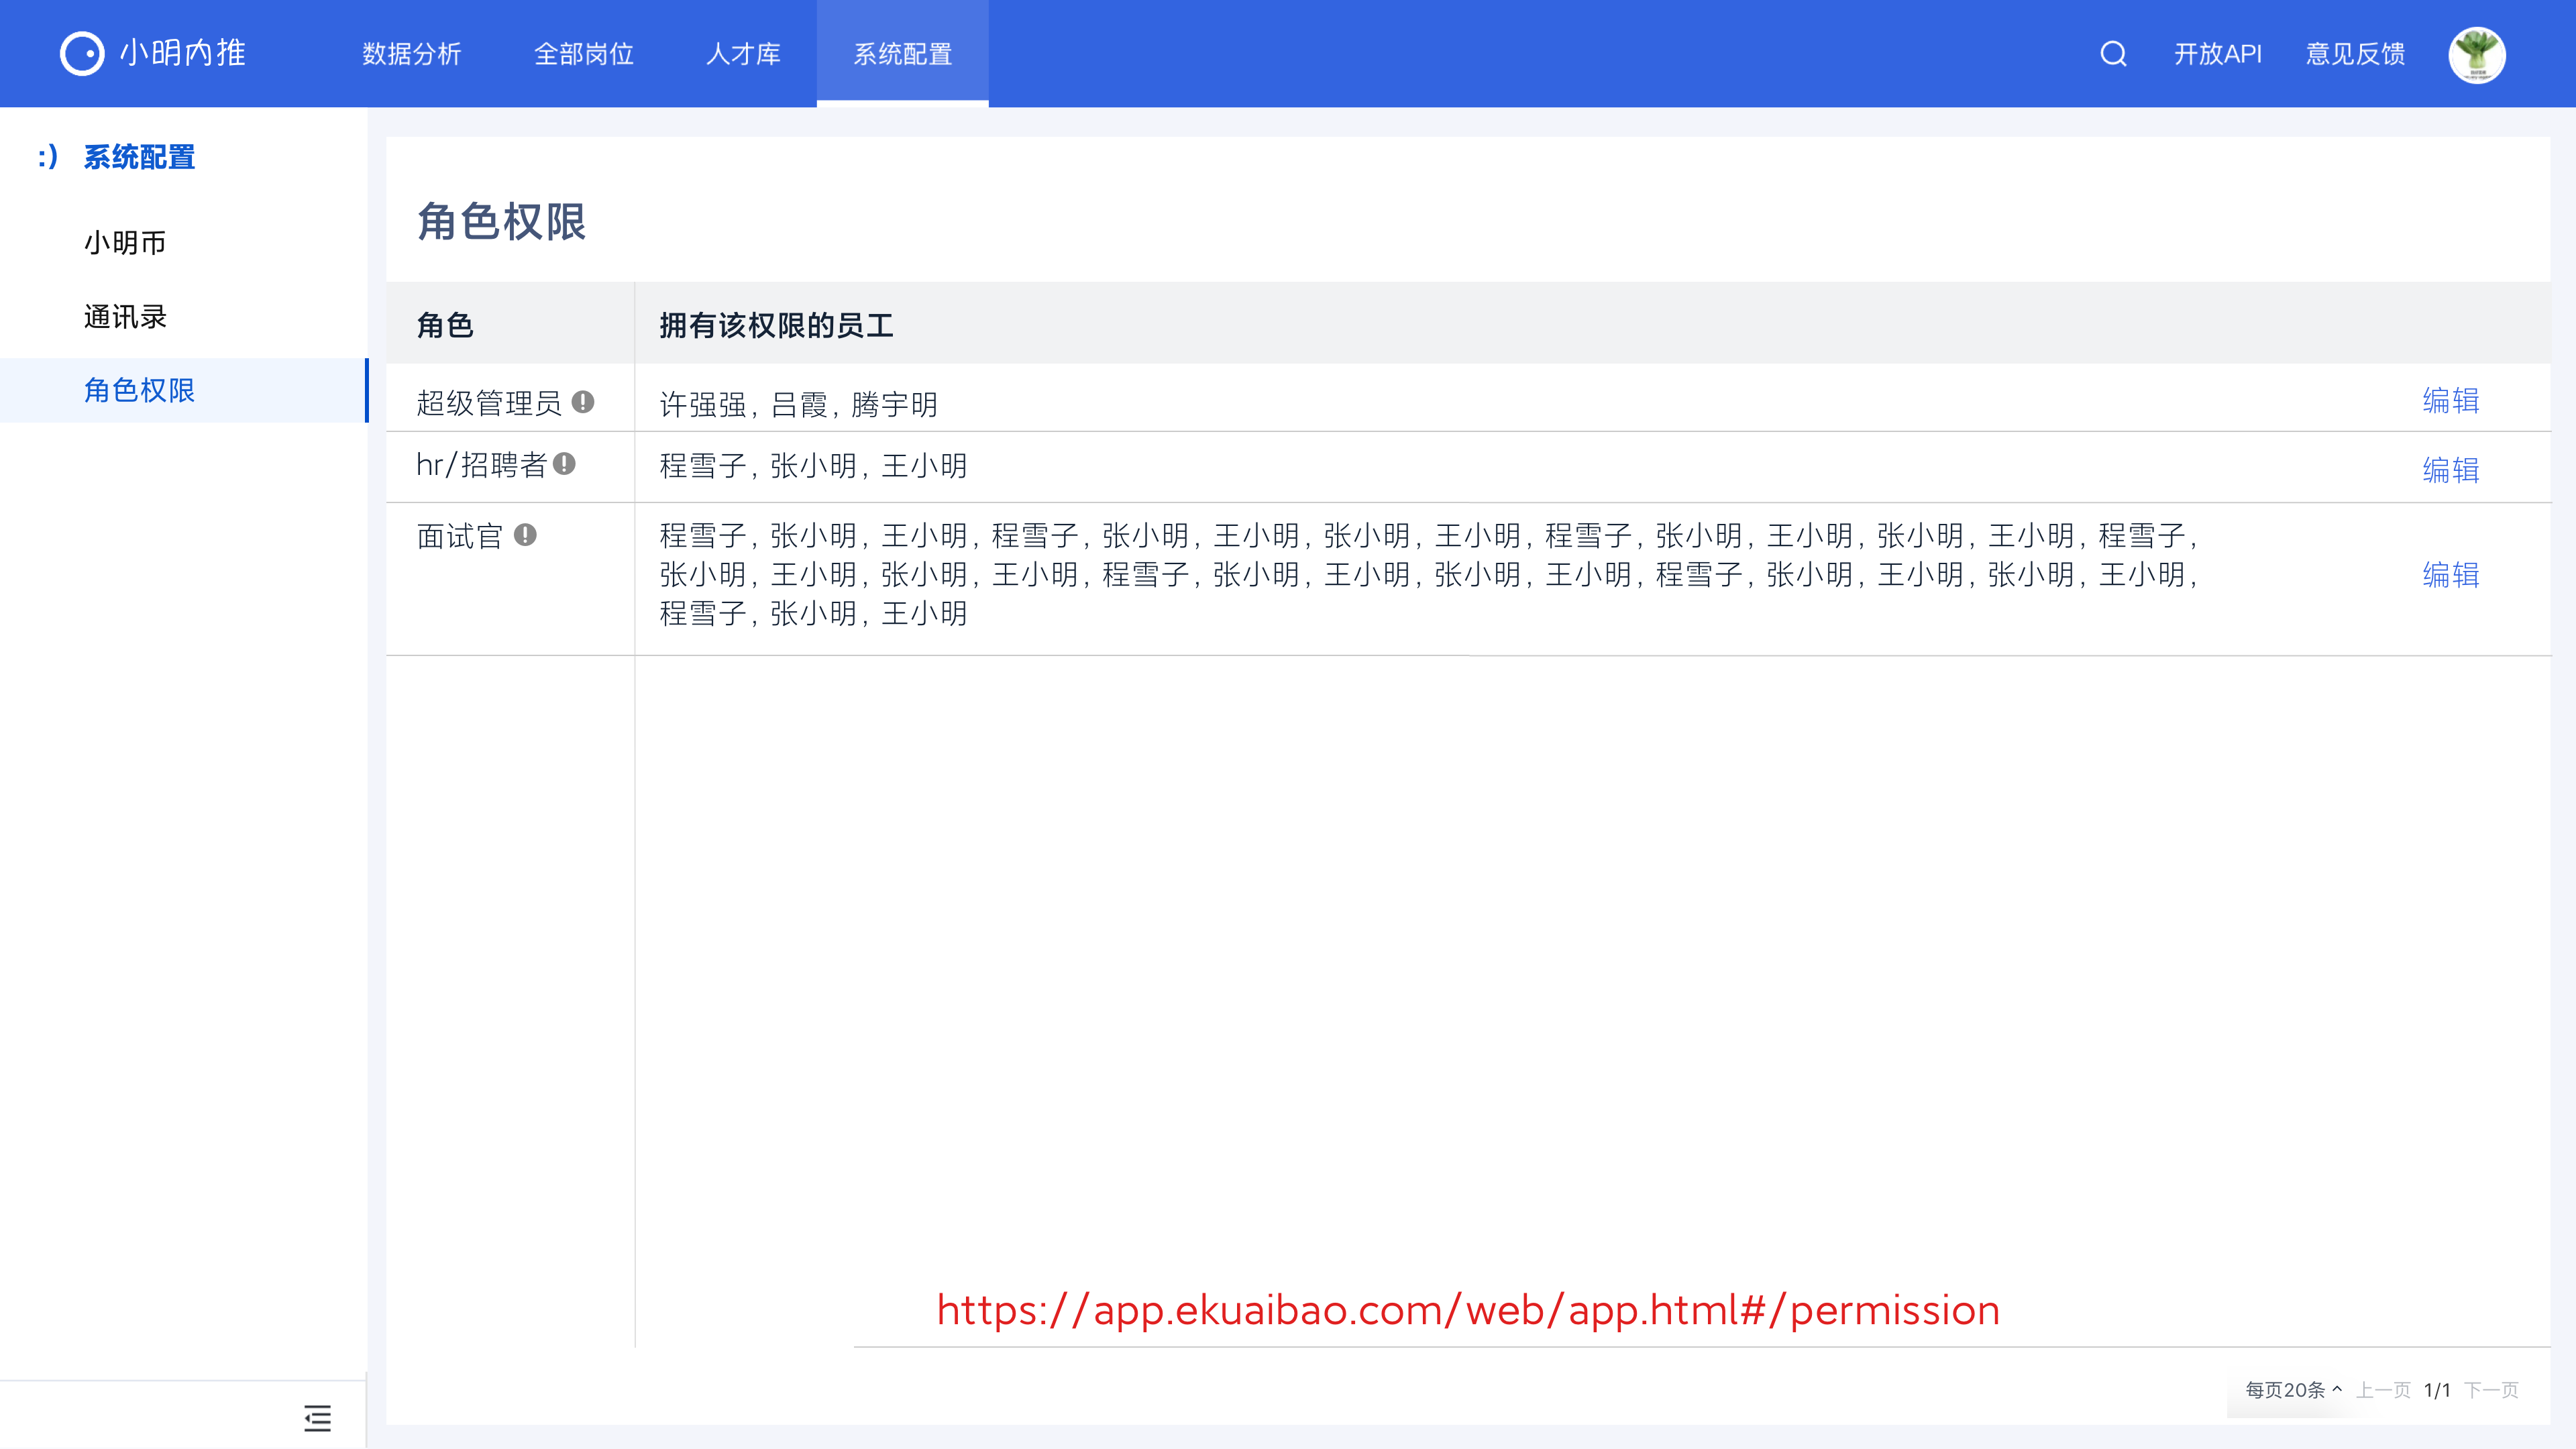 小明内推 数据分析 全部岗位 人才库 系统配置 开放API 意见反馈
:) 系统配置
小明币
通讯录
角色权限
角色权限
角色 拥有该权限的员工
超级管理员 许强强, 吕霞, 腾宇明 编辑
hr/招聘者 程雪子, 张小明, 王小明 编辑
面试官 程雪子, 张小明, 王小明, 程雪子, 张小明, 王小明, 张小明, 王小明, 程雪子, 张小明, 王小明, 张小明, 王小明, 程雪子,
张小明, 王小明, 张小明, 王小明, 程雪子, 张小明, 王小明, 张小明, 王小明, 程雪子, 张小明, 王小明, 张小明, 王小明, 编辑
程雪子, 张小明, 王小明
https://app.ekuaibao.com/web/app.html#/permission
每页20条 上一页 1/1 下一页